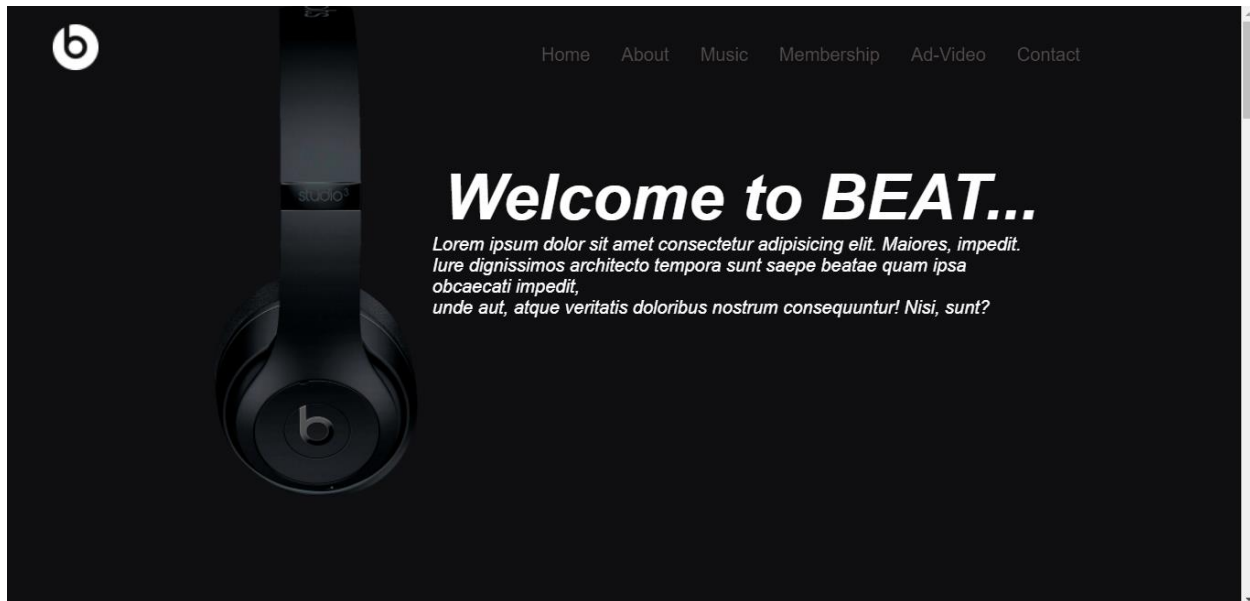 Home About Music Membership Ad-Video Contact
studio³
Welcome to BEAT...
Lorem ipsum dolor sit amet consectetur adipisicing elit. Maiores, impedit.
Iure dignissimos architecto tempora sunt saepe beatae quam ipsa
obcaecati impedit,
unde aut, atque veritatis doloribus nostrum consequuntur! Nisi, sunt?